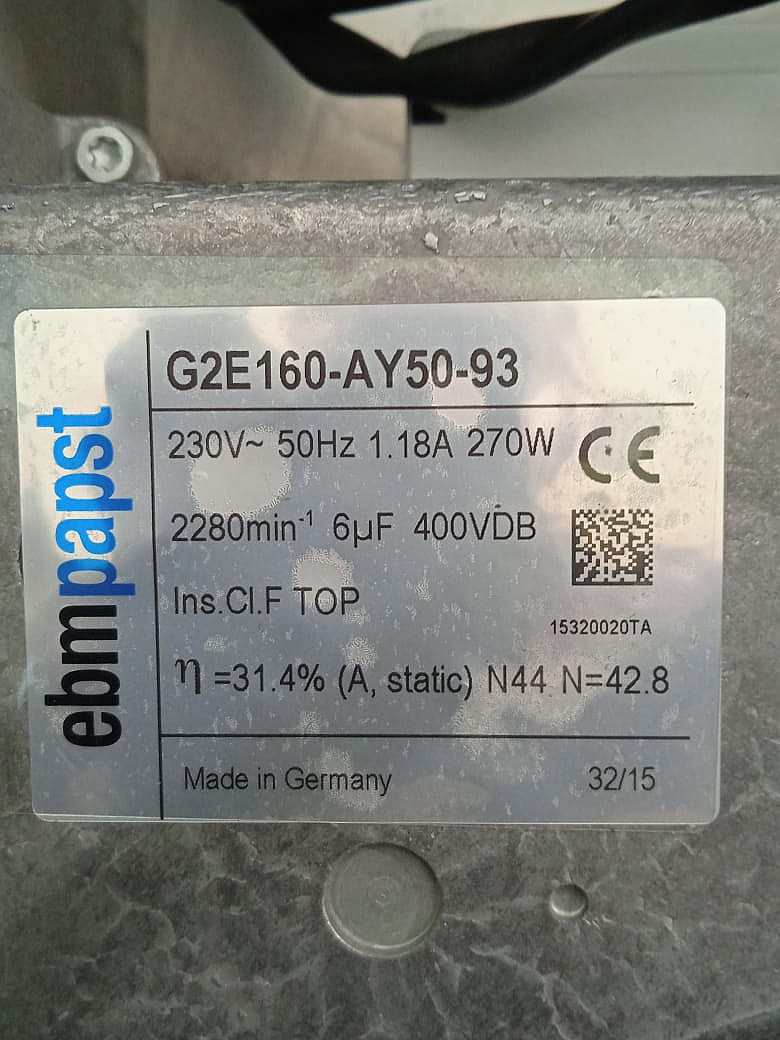 ebmpapst
G2E160-AY50-93
230V~ 50Hz 1.18A 270W CE
2280min⁻¹ 6µF 400VDB
Ins.Cl.F TOP
15320020TA
η =31.4% (A, static) N44 N=42.8
Made in Germany 32/15